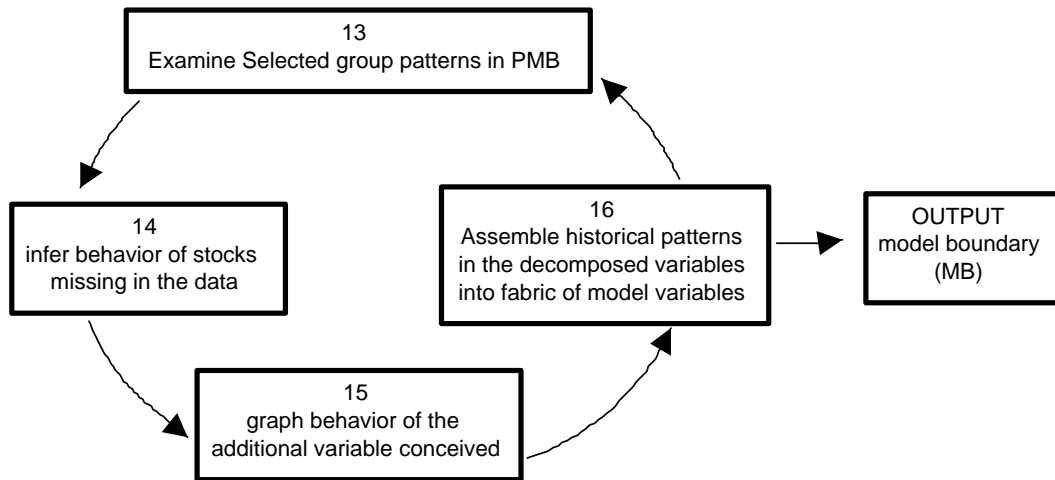 13
Examine Selected group patterns in PMB
14
infer behavior of stocks
missing in the data
16
Assemble historical patterns
in the decomposed variables
into fabric of model variables
OUTPUT
model boundary
(MB)
15
graph behavior of the
additional variable conceived